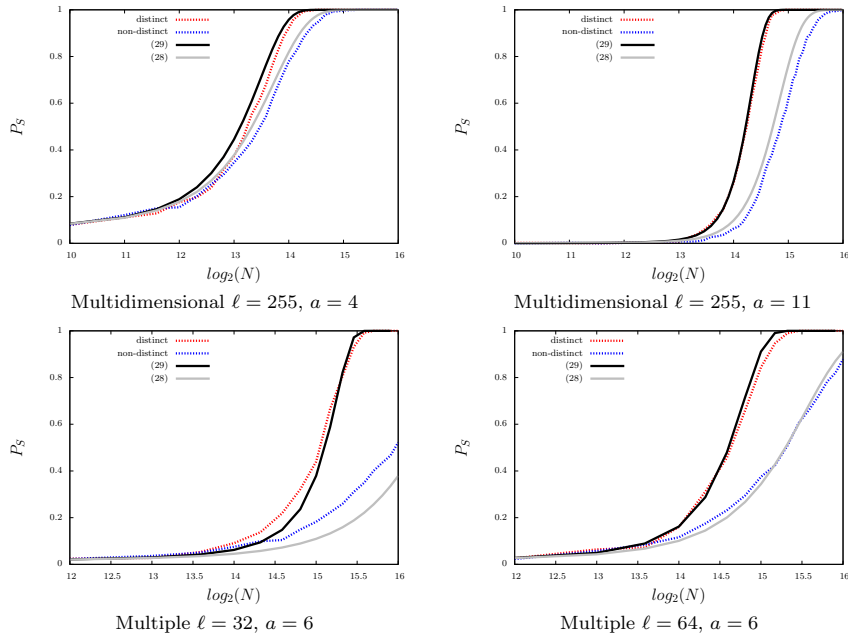 distinct
non-distinct
(29)
(28)
1
0.8
0.6
0.4
0.2
0
P_S
10 11 12 13 14 15 16
log_2(N)
Multidimensional ℓ = 255, a = 4
distinct
non-distinct
(29)
(28)
1
0.8
0.6
0.4
0.2
0
P_S
10 11 12 13 14 15 16
log_2(N)
Multidimensional ℓ = 255, a = 11
distinct
non-distinct
(29)
(28)
1
0.8
0.6
0.4
0.2
0
P_S
12 12.5 13 13.5 14 14.5 15 15.5 16
log_2(N)
Multiple ℓ = 32, a = 6
distinct
non-distinct
(29)
(28)
1
0.8
0.6
0.4
0.2
0
P_S
12 12.5 13 13.5 14 14.5 15 15.5 16
log_2(N)
Multiple ℓ = 64, a = 6